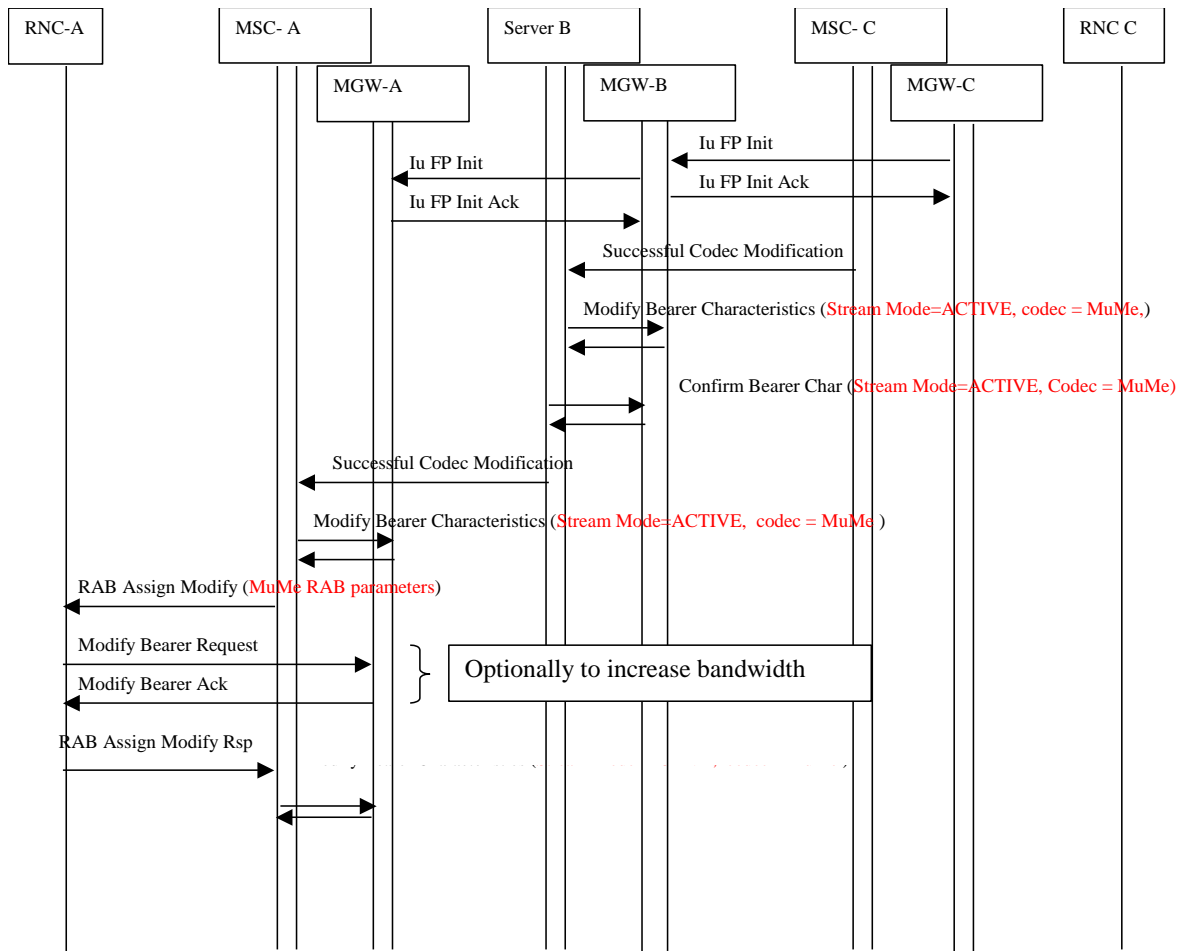 RNC-A
MSC- A
Server B
MSC- C
RNC C
MGW-A
MGW-B
MGW-C
Iu FP Init
Iu FP Init
Iu FP Init Ack
Iu FP Init Ack
Successful Codec Modification
Modify Bearer Characteristics (Stream Mode=ACTIVE, codec = MuMe,)
Confirm Bearer Char (Stream Mode=ACTIVE, Codec = MuMe)
Successful Codec Modification
Modify Bearer Characteristics (Stream Mode=ACTIVE, codec = MuMe )
RAB Assign Modify (MuMe RAB parameters)
Modify Bearer Request
Optionally to increase bandwidth
Modify Bearer Ack
RAB Assign Modify Rsp